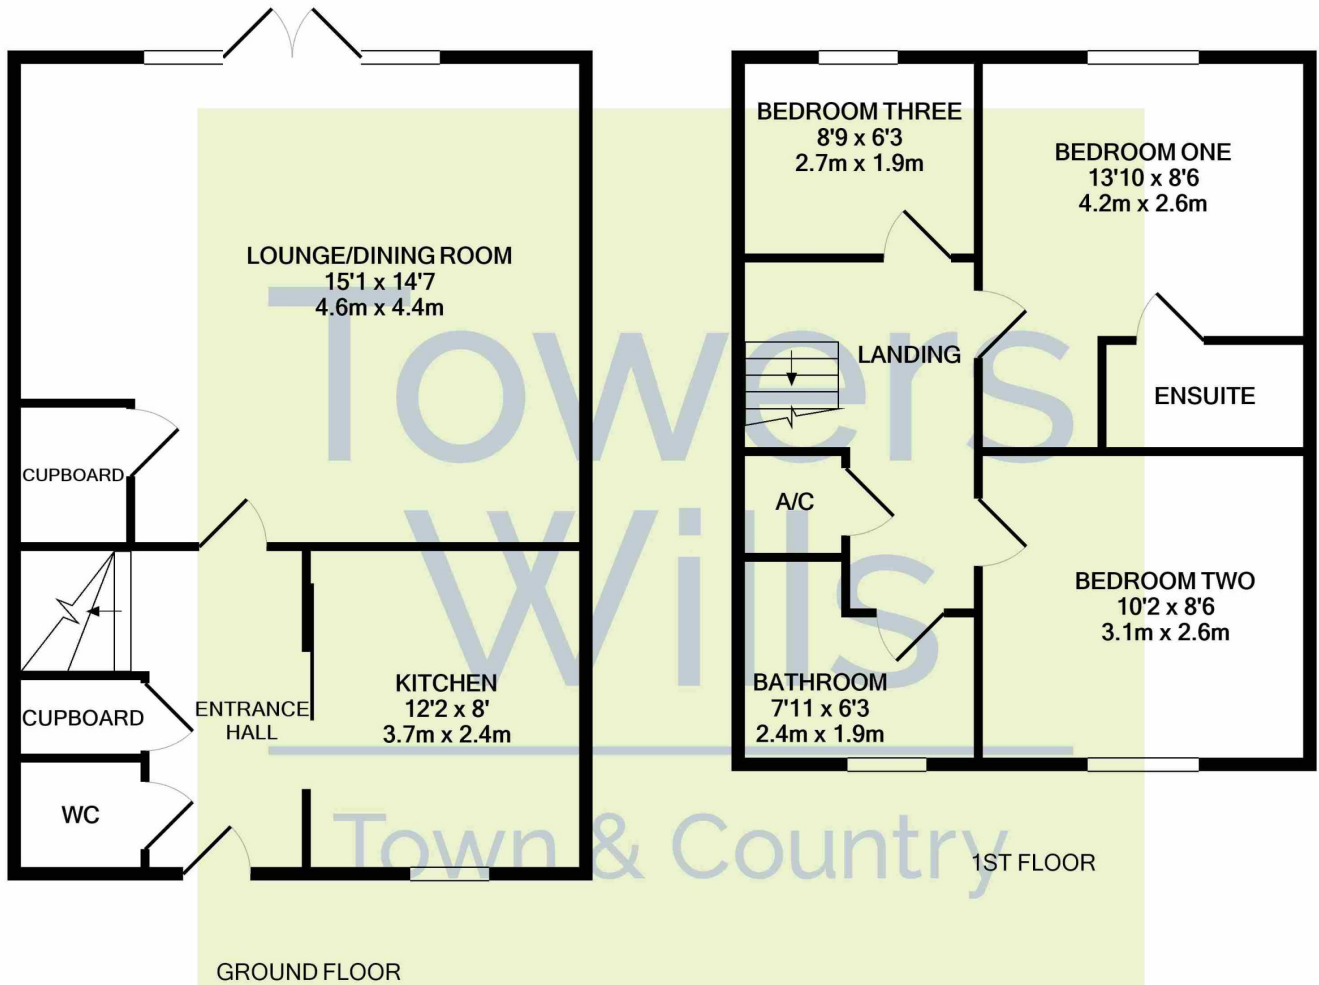 LOUNGE/DINING ROOM
15'1 x 14'7
4.6m x 4.4m
CUPBOARD
CUPBOARD
ENTRANCE
HALL
WC
KITCHEN
12'2 x 8'
3.7m x 2.4m
GROUND FLOOR
BEDROOM THREE
8'9 x 6'3
2.7m x 1.9m
BEDROOM ONE
13'10 x 8'6
4.2m x 2.6m
LANDING
ENSUITE
A/C
BEDROOM TWO
10'2 x 8'6
3.1m x 2.6m
BATHROOM
7'11 x 6'3
2.4m x 1.9m
1ST FLOOR
Towers
Wills
Town & Country